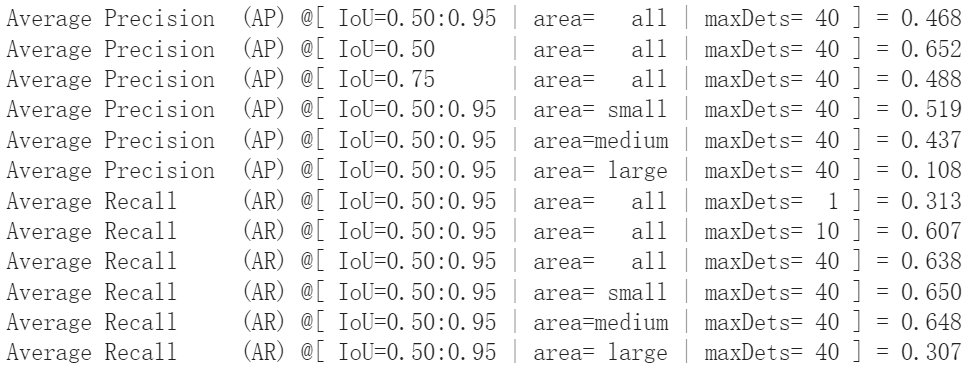 Average Precision  (AP) @[ IoU=0.50:0.95 | area=   all | maxDets= 40 ] = 0.468
Average Precision  (AP) @[ IoU=0.50      | area=   all | maxDets= 40 ] = 0.652
Average Precision  (AP) @[ IoU=0.75      | area=   all | maxDets= 40 ] = 0.488
Average Precision  (AP) @[ IoU=0.50:0.95 | area= small | maxDets= 40 ] = 0.519
Average Precision  (AP) @[ IoU=0.50:0.95 | area=medium | maxDets= 40 ] = 0.437
Average Precision  (AP) @[ IoU=0.50:0.95 | area= large | maxDets= 40 ] = 0.108
Average Recall     (AR) @[ IoU=0.50:0.95 | area=   all | maxDets=  1 ] = 0.313
Average Recall     (AR) @[ IoU=0.50:0.95 | area=   all | maxDets= 10 ] = 0.607
Average Recall     (AR) @[ IoU=0.50:0.95 | area=   all | maxDets= 40 ] = 0.638
Average Recall     (AR) @[ IoU=0.50:0.95 | area= small | maxDets= 40 ] = 0.650
Average Recall     (AR) @[ IoU=0.50:0.95 | area=medium | maxDets= 40 ] = 0.648
Average Recall     (AR) @[ IoU=0.50:0.95 | area= large | maxDets= 40 ] = 0.307